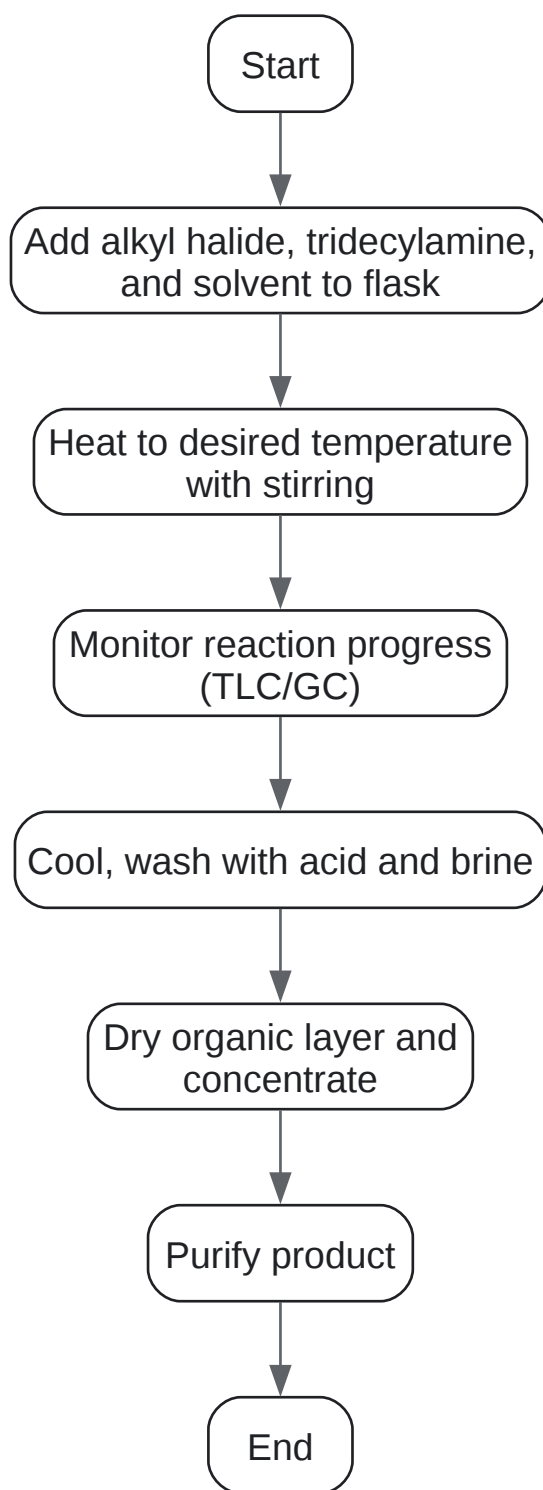 Start
Add alkyl halide, tridecylamine,
and solvent to flask
Heat to desired temperature
with stirring
Monitor reaction progress
(TLC/GC)
Cool, wash with acid and brine
Dry organic layer and
concentrate
Purify product
End